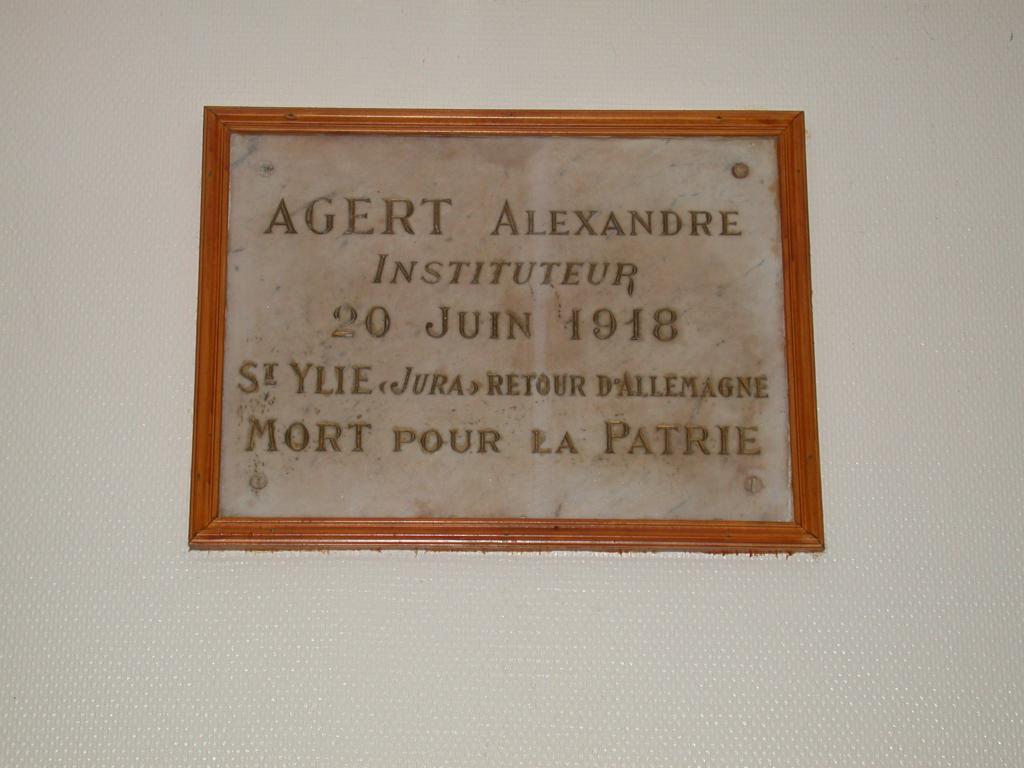 AGERT ALEXANDRE
INSTITUTEUR
20 JUIN 1918
ST YLIE (JURA) RETOUR D'ALLEMAGNE
MORT POUR LA PATRIE